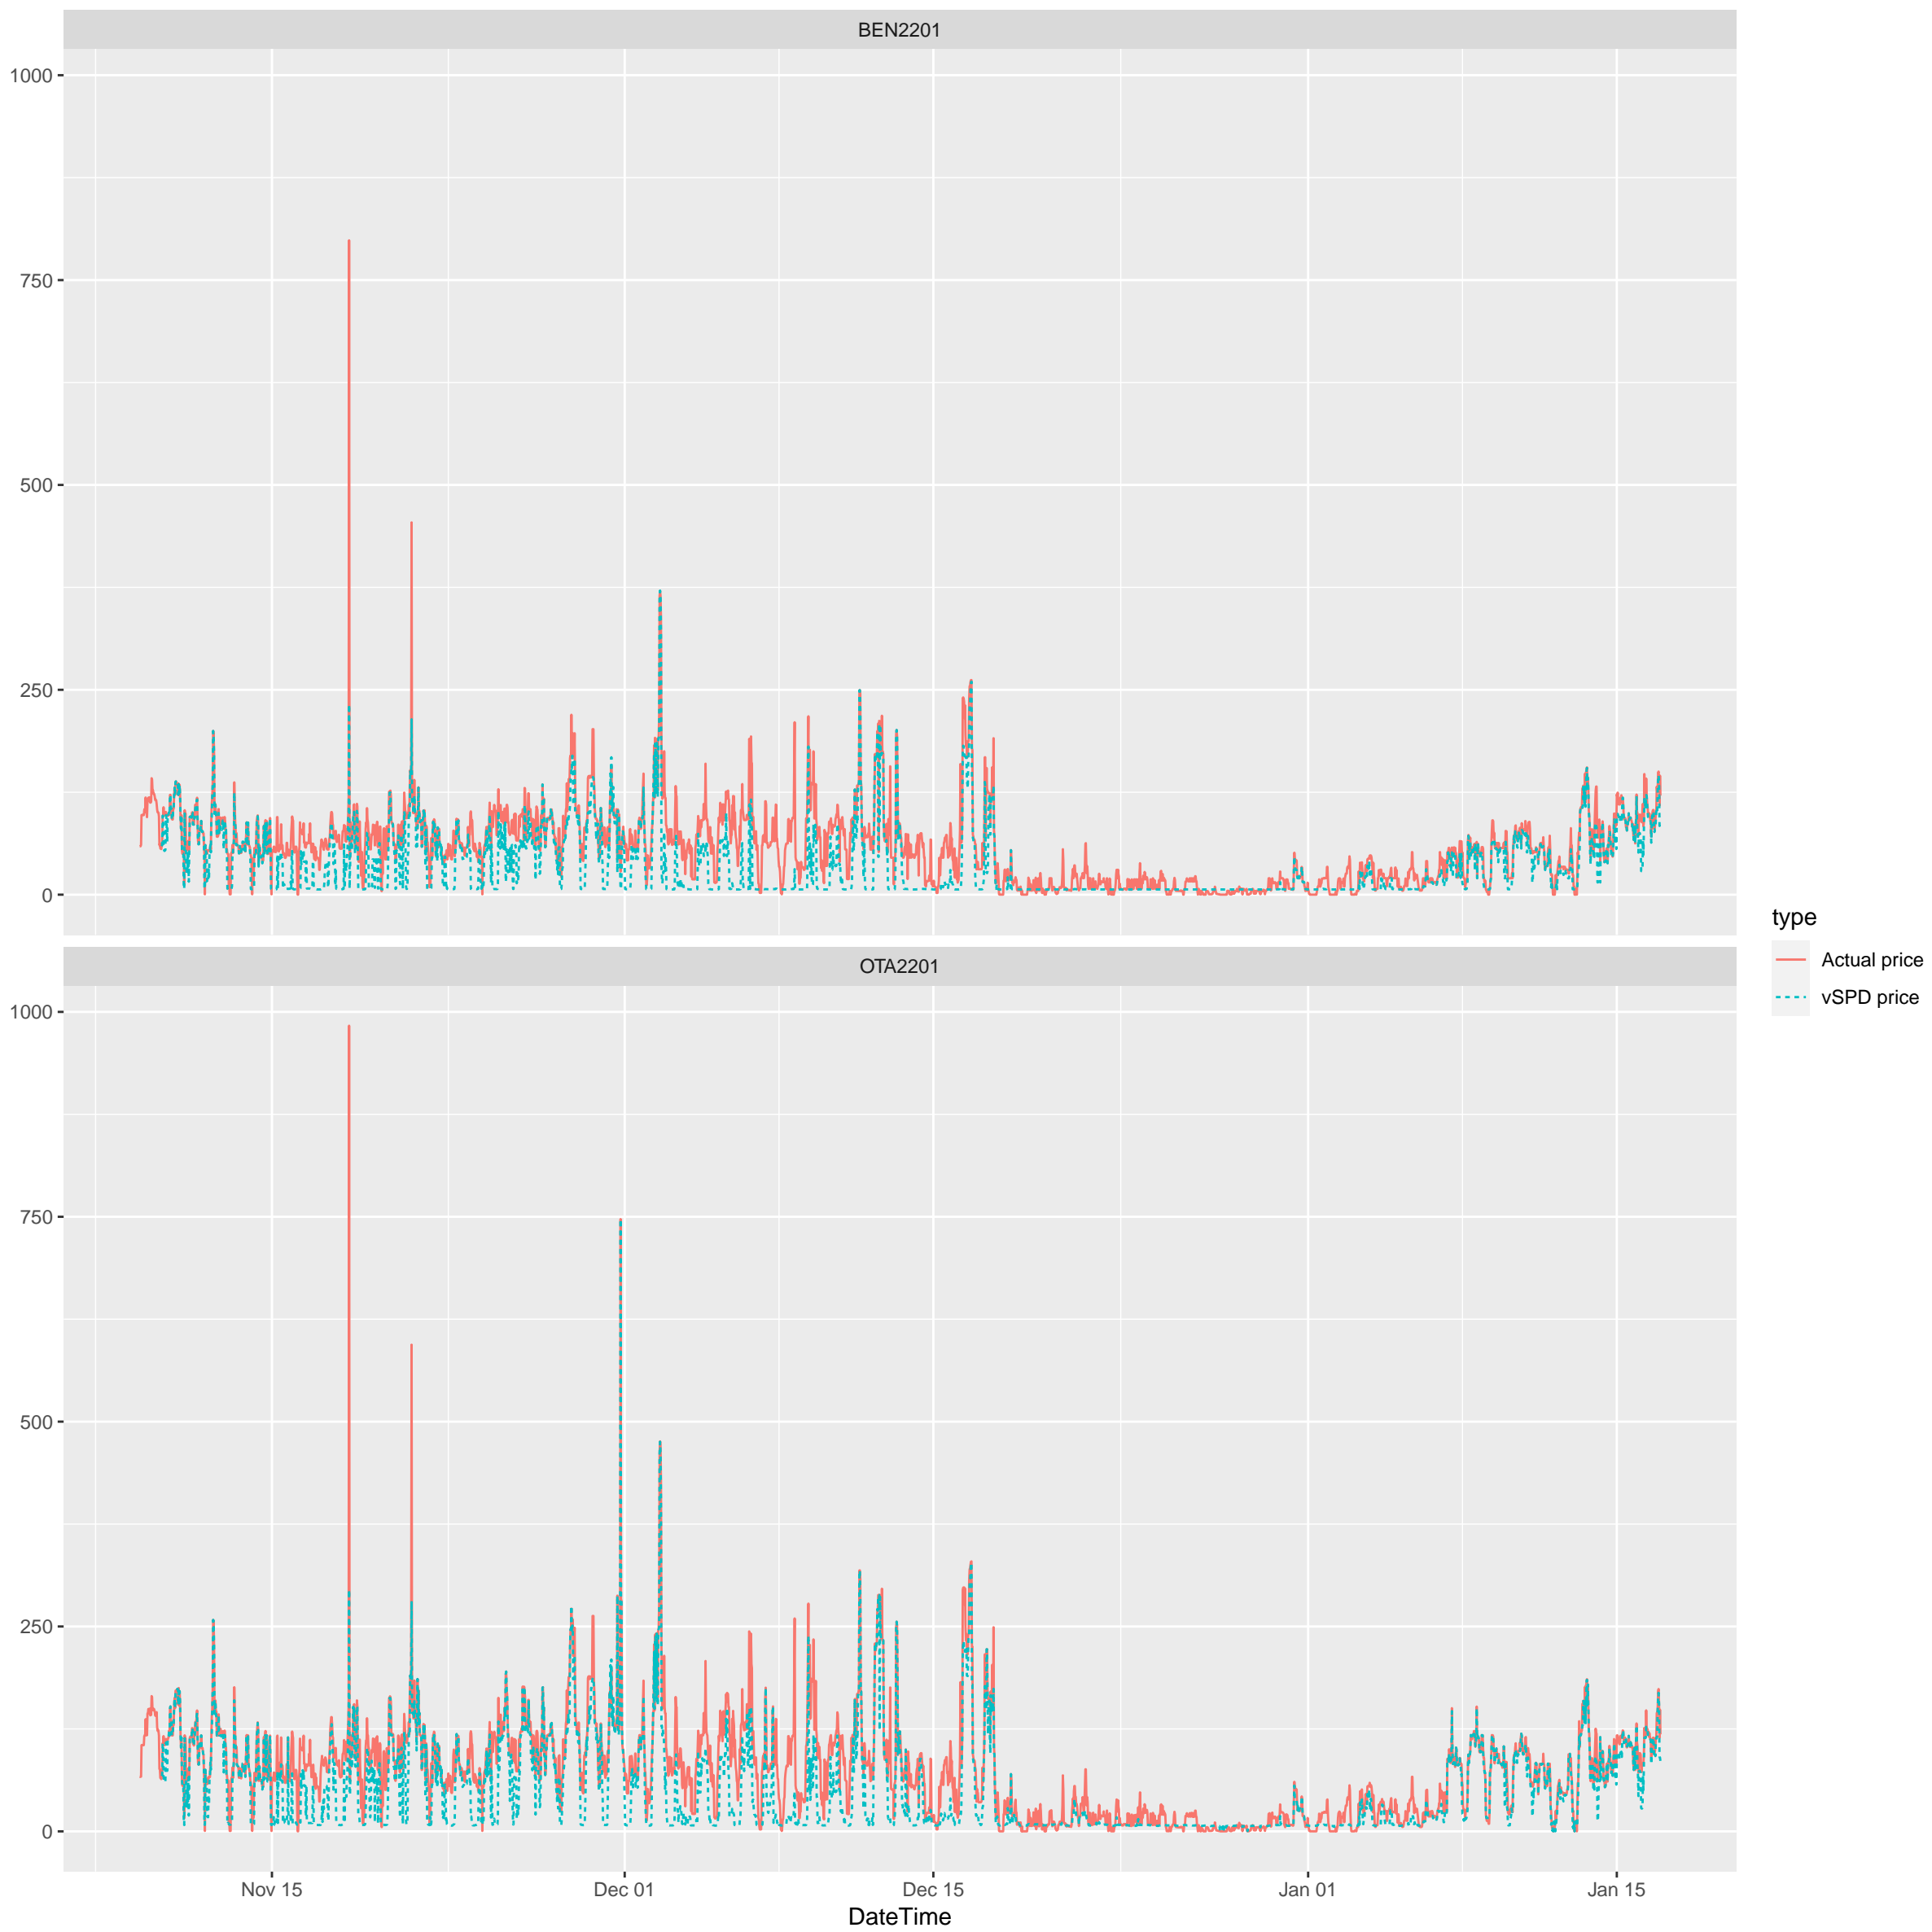 BEN2201
1000
750
500
250
0
OTA2201
1000
750
500
250
0
Nov 15
Dec 01
Dec 15
Jan 01
Jan 15
DateTime
type
Actual price
vSPD price